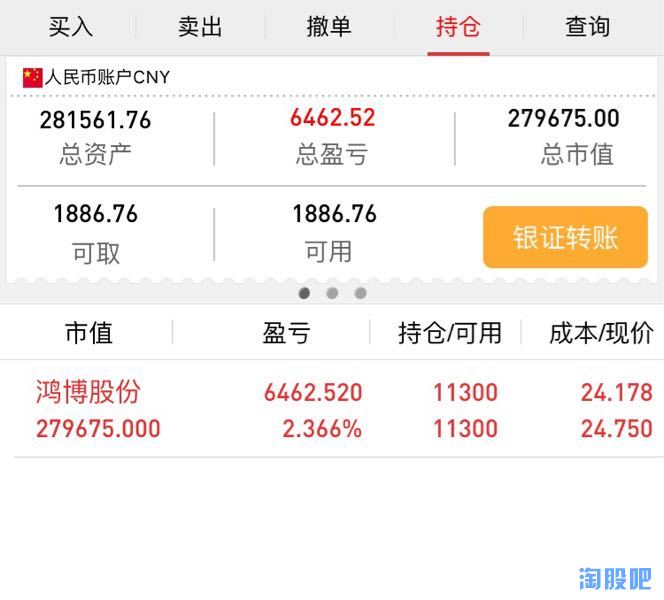 买入 卖出 撤单 持仓 查询
人民币账户CNY
281561.76 6462.52 279675.00
总资产 总盈亏 总市值
1886.76 1886.76
可取 可用 银证转账
市值 盈亏 持仓/可用 成本/现价
鸿博股份 6462.520 11300 24.178
279675.000 2.366% 11300 24.750
淘股吧